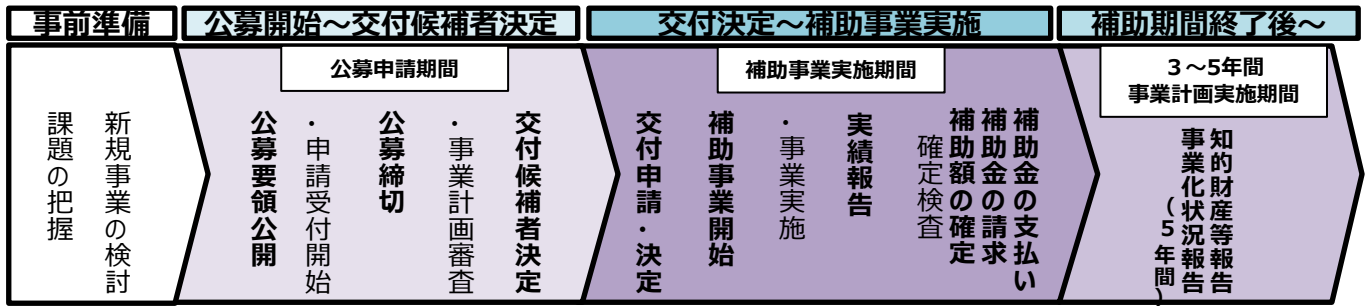 事前準備
公募開始～交付候補者決定
交付決定～補助事業実施
補助期間終了後～
課題の把握
新規事業の検討
公募申請期間
公募要領公開
・申請受付開始
公募締切
・事業計画審査
交付候補者決定
補助事業実施期間
交付申請・決定
補助事業開始
・事業実施
実績報告
確定検査
補助額の確定
補助金の請求
補助金の支払い
３～5年間
事業計画実施期間
知的財産等報告
事業化状況報告
（5年間）